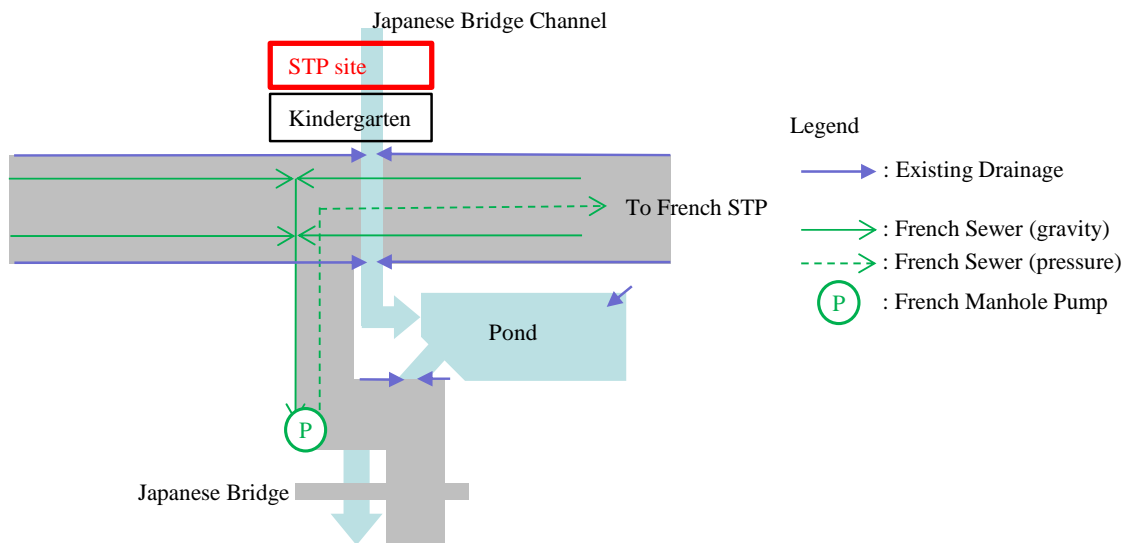 Japanese Bridge Channel
STP site
Kindergarten
Legend
: Existing Drainage
To French STP
: French Sewer (gravity)
: French Sewer (pressure)
P
: French Manhole Pump
Pond
P
Japanese Bridge